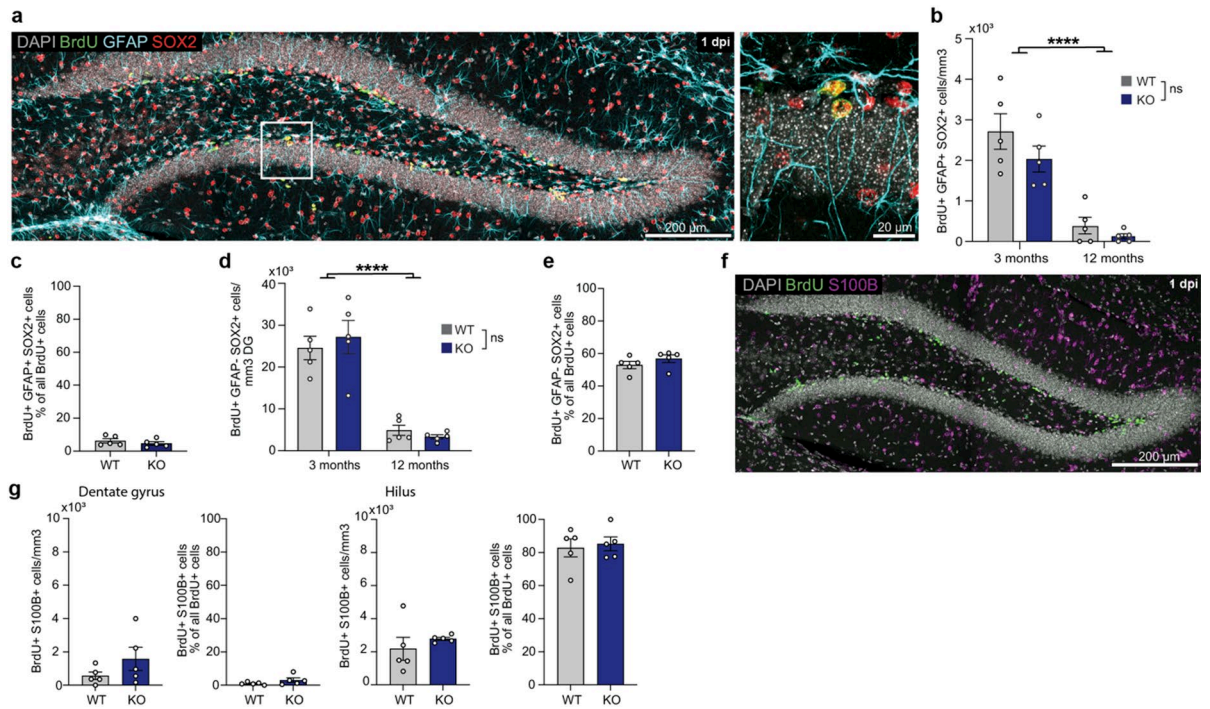 a
DAPI BrdU GFAP SOX2
1 dpi
200 µm
20 µm
b
x10³
BrdU+ GFAP+ SOX2+ cells/mm3
5
4
3
2
1
0
****
WT
KO
ns
3 months
12 months
c
BrdU+ GFAP+ SOX2+ cells
% of all BrdU+ cells
100
80
60
40
20
0
WT
KO
d
x10³
BrdU+ GFAP- SOX2+ cells/
mm3 DG
40
30
20
10
0
****
WT
KO
ns
3 months
12 months
e
BrdU+ GFAP- SOX2+ cells
% of all BrdU+ cells
100
80
60
40
20
0
WT
KO
f
DAPI BrdU S100B
1 dpi
200 µm
g
Dentate gyrus
x10³
BrdU+ S100B+ cells/mm3
10
8
6
4
2
0
WT
KO
BrdU+ S100B+ cells
% of all BrdU+ cells
100
80
60
40
20
0
WT
KO
Hilus
x10³
BrdU+ S100B+ cells/mm3
10
8
6
4
2
0
WT
KO
BrdU+ S100B+ cells
% of all BrdU+ cells
100
80
60
40
20
0
WT
KO